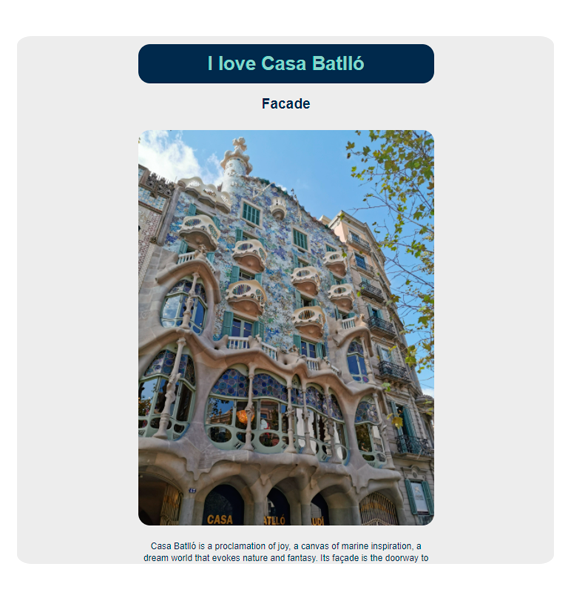 I love Casa Batlló
Facade
CASA
BATLLÓ
Casa Batlló is a proclamation of joy, a canvas of marine inspiration, a
dream world that evokes nature and fantasy. Its façade is the doorway to